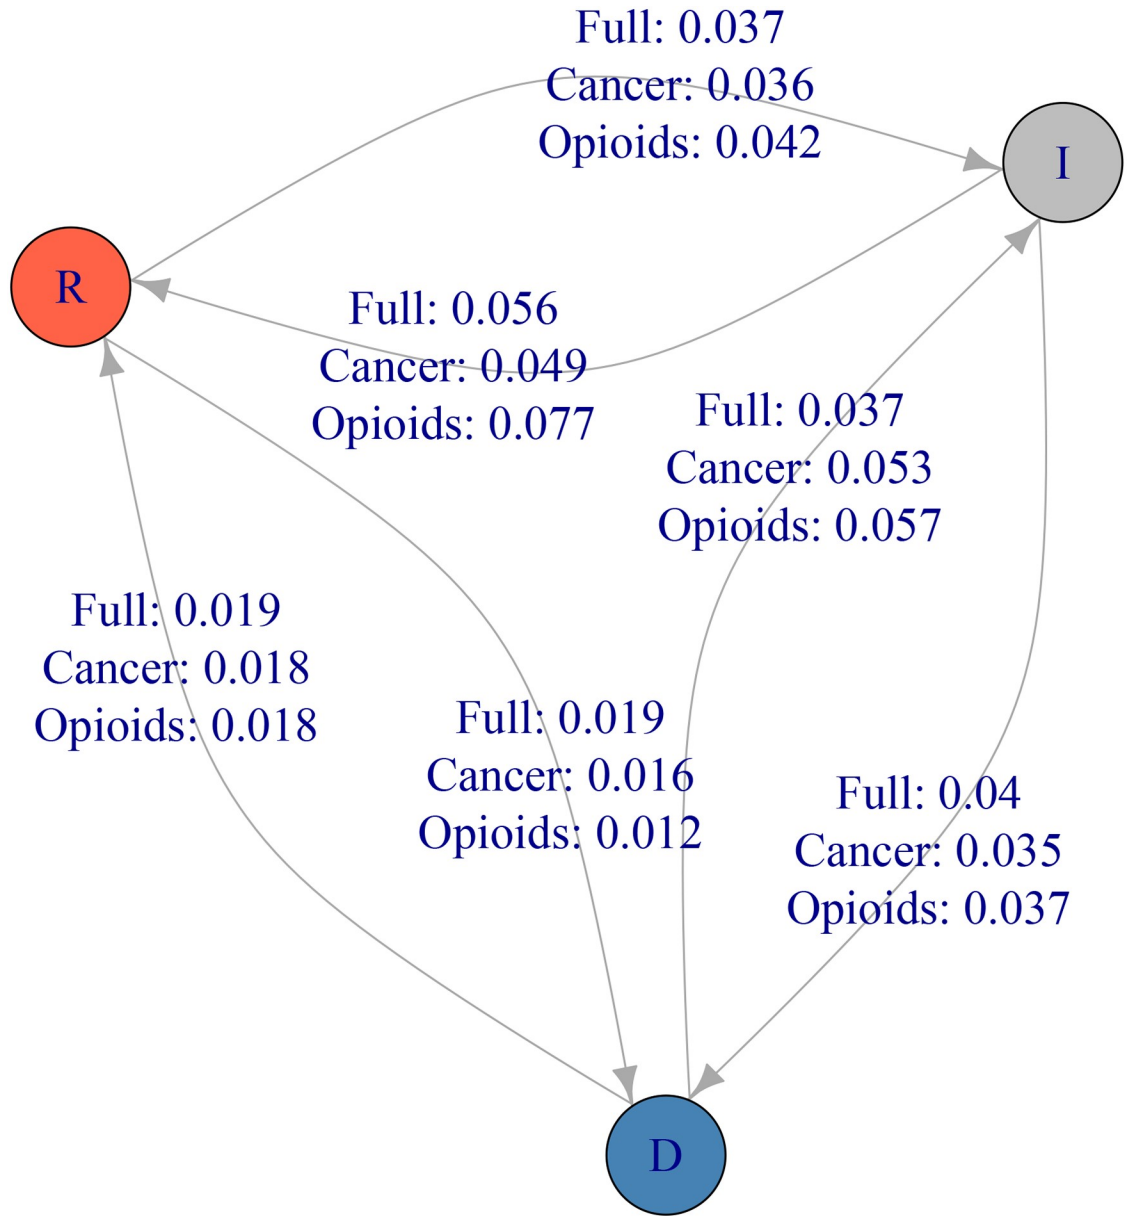 Full: 0.037
Cancer: 0.036
Opioids: 0.042
I
R
Full: 0.056
Cancer: 0.049
Opioids: 0.077
Full: 0.037
Cancer: 0.053
Opioids: 0.057
Full: 0.019
Cancer: 0.018
Opioids: 0.018
Full: 0.019
Cancer: 0.016
Opioids: 0.012
Full: 0.04
Cancer: 0.035
Opioids: 0.037
D